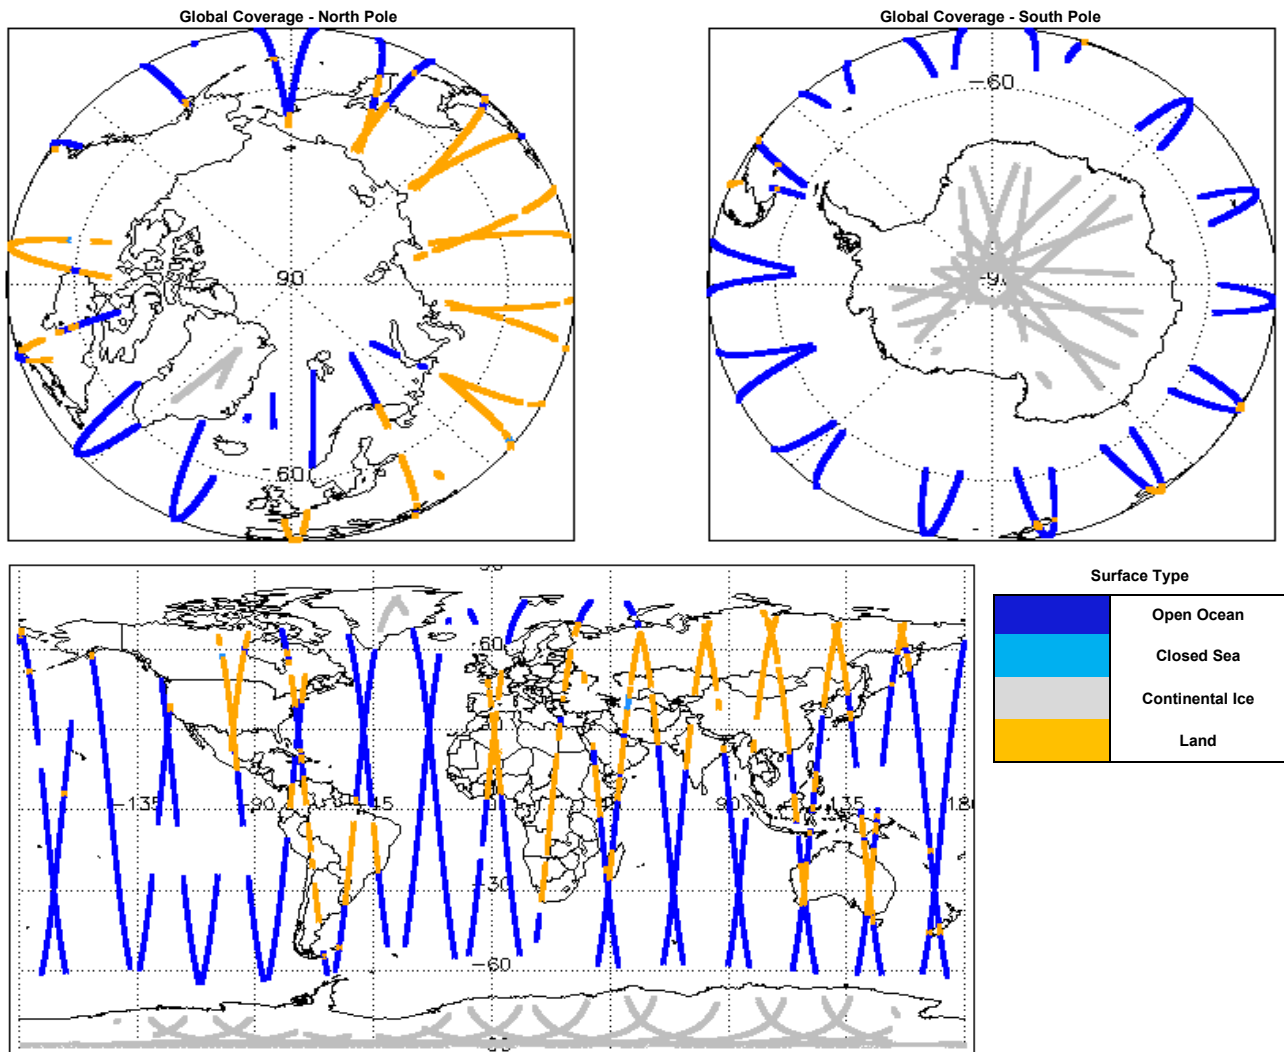 Global Coverage - North Pole
Global Coverage - South Pole
90
-60
-60
-90
-135
-90
-45
90
135
180
60
-30
-60
Surface Type
Open Ocean
Closed Sea
Continental Ice
Land